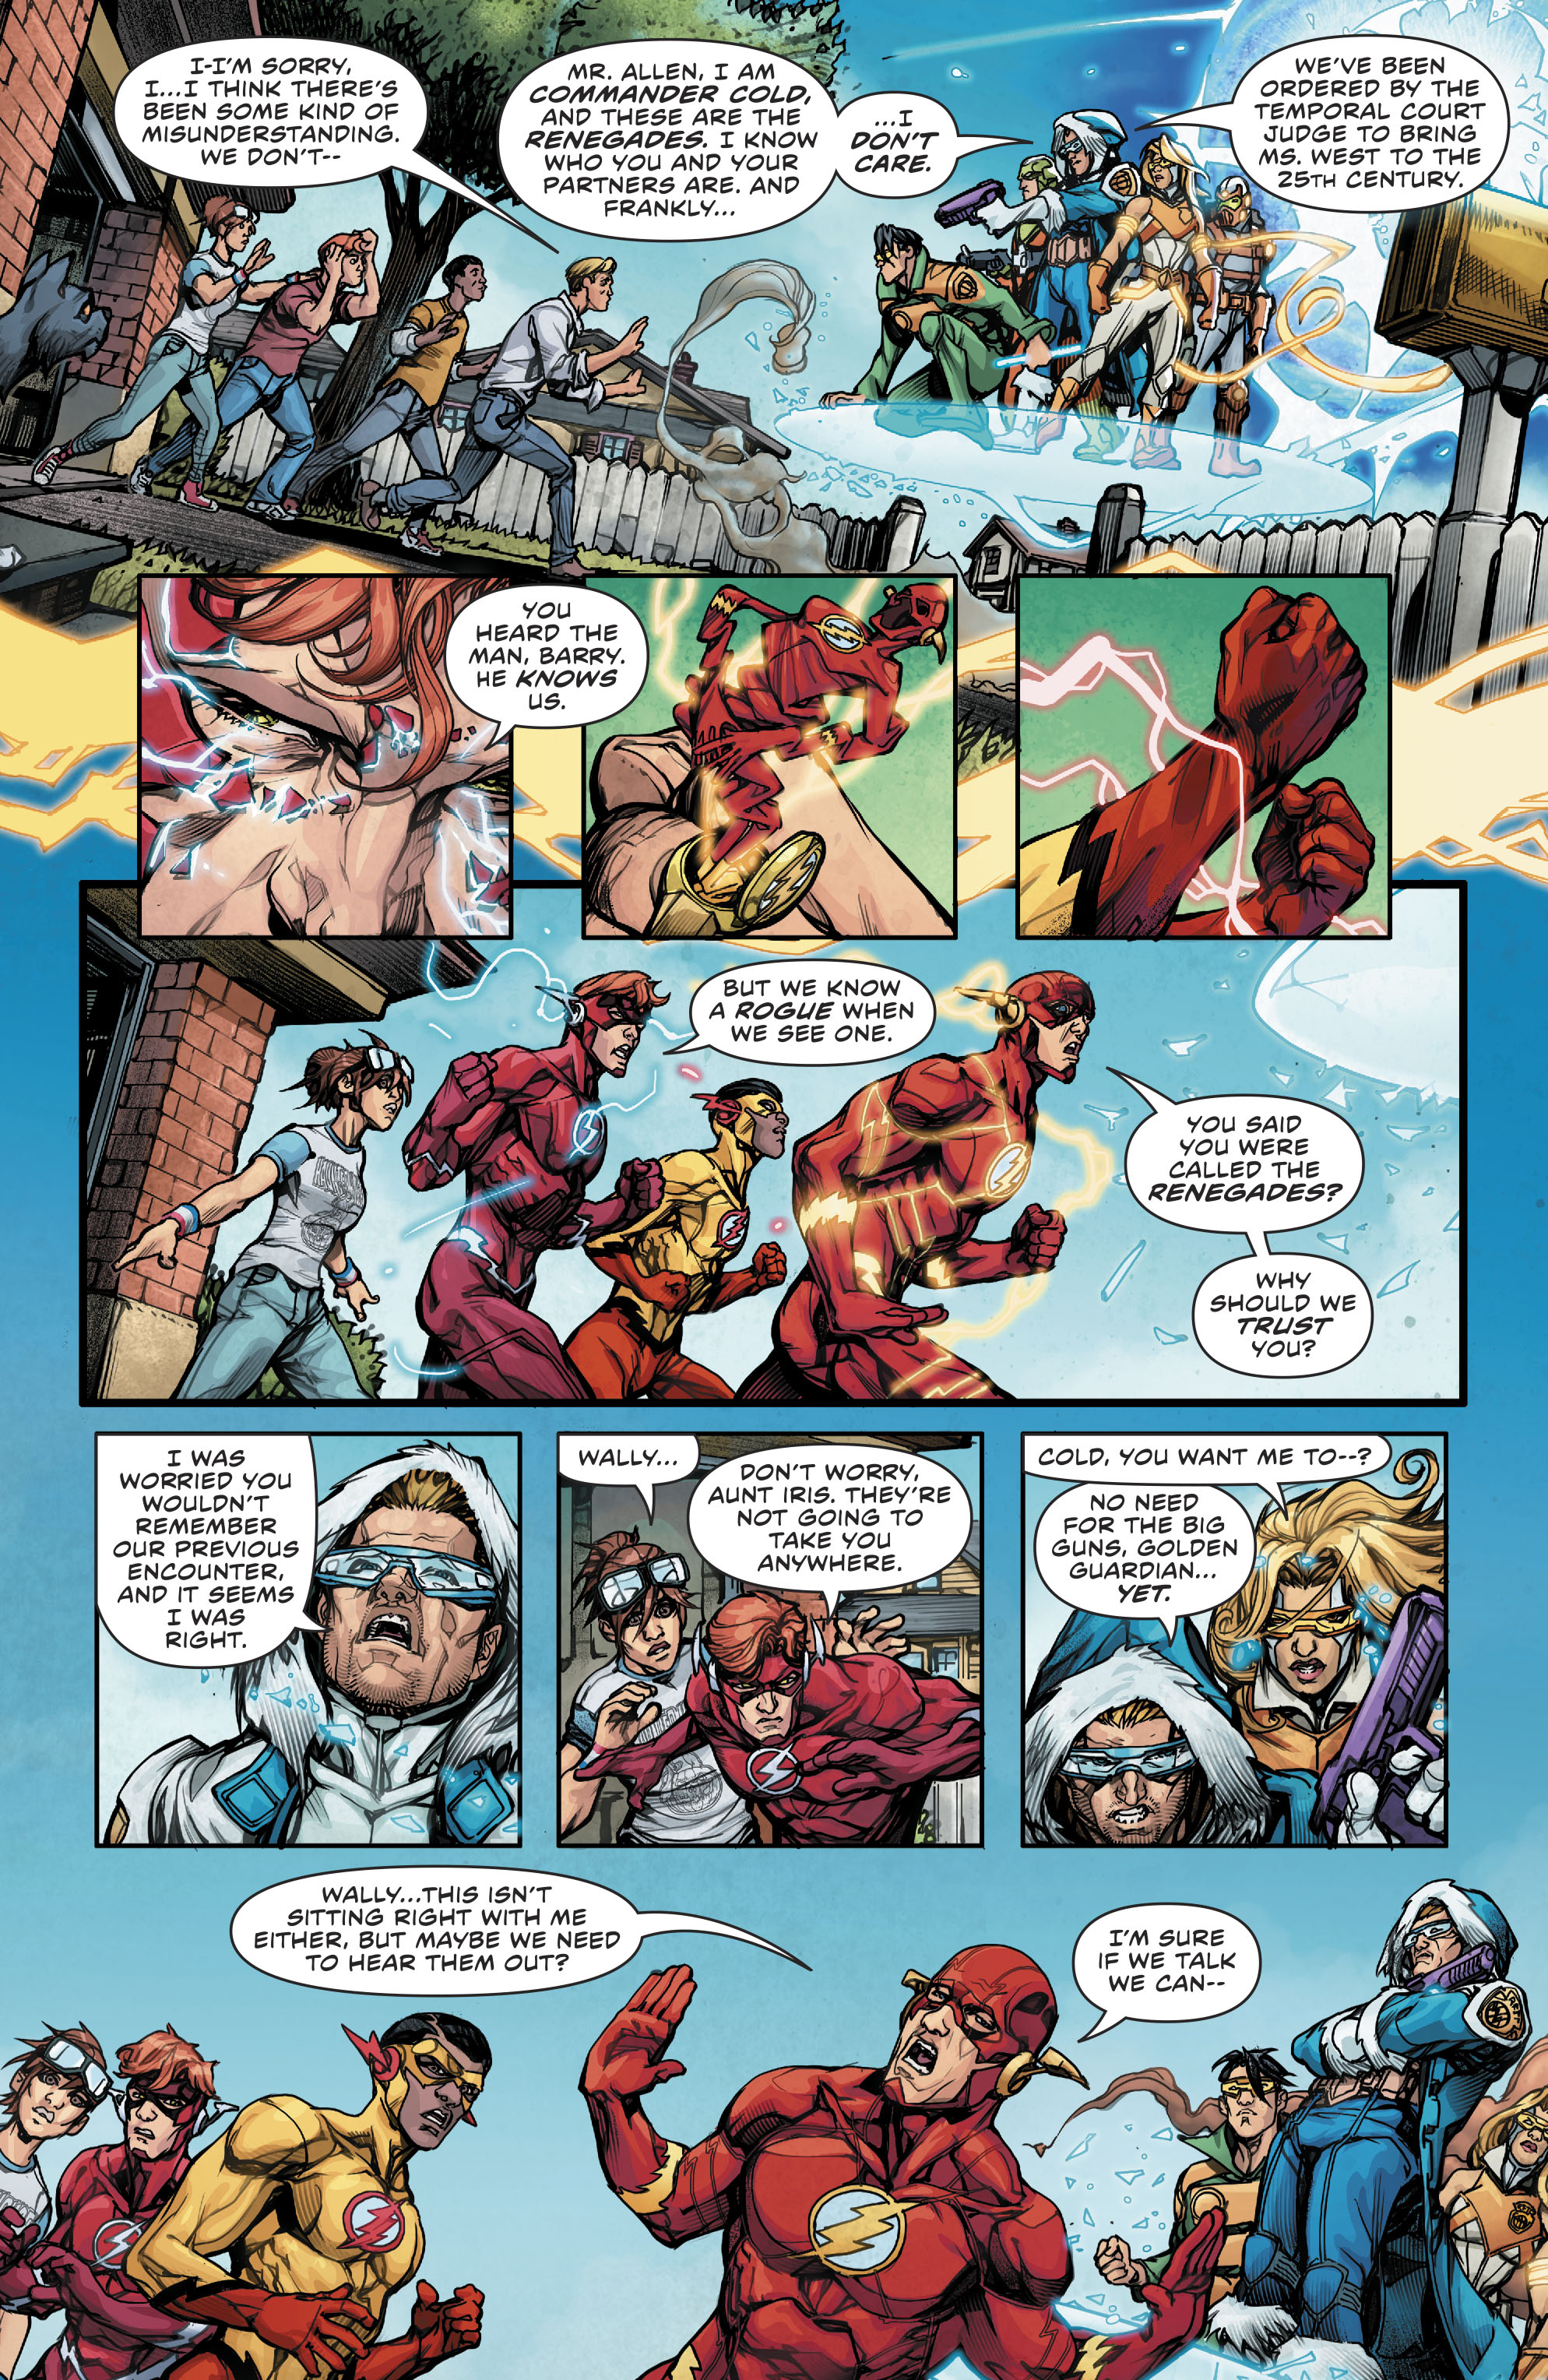 I-I'M SORRY,
I...I THINK THERE'S
BEEN SOME KIND OF
MISUNDERSTANDING.
WE DON'T--
MR. ALLEN, I AM
COMMANDER COLD,
AND THESE ARE THE
RENEGADES. I KNOW
WHO YOU AND YOUR
PARTNERS ARE. AND
FRANKLY...
...I
DON'T
CARE.
WE'VE BEEN
ORDERED BY THE
TEMPORAL COURT
JUDGE TO BRING
MS. WEST TO THE
25TH CENTURY.
YOU
HEARD THE
MAN, BARRY.
HE KNOWS
US.
BUT WE KNOW
A ROGUE WHEN
WE SEE ONE.
YOU SAID
YOU WERE
CALLED THE
RENEGADES?
WHY
SHOULD WE
TRUST
YOU?
I WAS
WORRIED YOU
WOULDN'T
REMEMBER
OUR PREVIOUS
ENCOUNTER,
AND IT SEEMS
I WAS
RIGHT.
WALLY...
DON'T WORRY,
AUNT IRIS. THEY'RE
NOT GOING TO
TAKE YOU
ANYWHERE.
COLD, YOU WANT ME TO--?
NO NEED
FOR THE BIG
GUNS, GOLDEN
GUARDIAN...
YET.
WALLY...THIS ISN'T
SITTING RIGHT WITH ME
EITHER, BUT MAYBE WE NEED
TO HEAR THEM OUT?
I'M SURE
IF WE TALK
WE CAN--